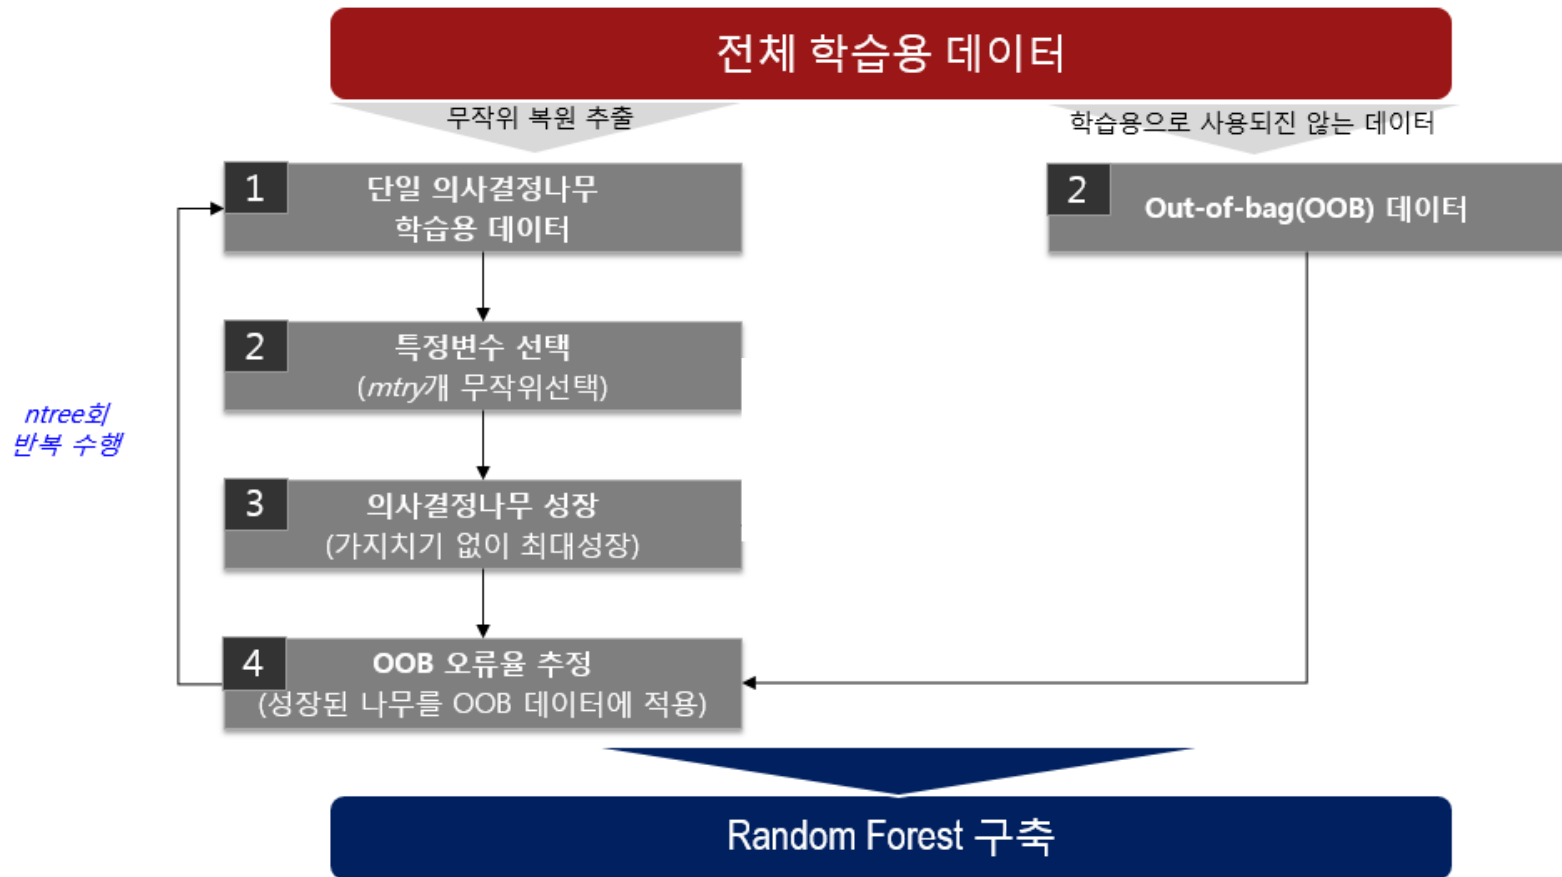 전체 학습용 데이터
무작위 복원 추출
학습용으로 사용되진 않는 데이터
1
단일 의사결정나무
학습용 데이터
2
Out-of-bag(OOB) 데이터
2
특정변수 선택
(mtry개 무작위선택)
ntree회
반복 수행
3
의사결정나무 성장
(가지치기 없이 최대성장)
4
OOB 오류율 추정
(성장된 나무를 OOB 데이터에 적용)
Random Forest 구축